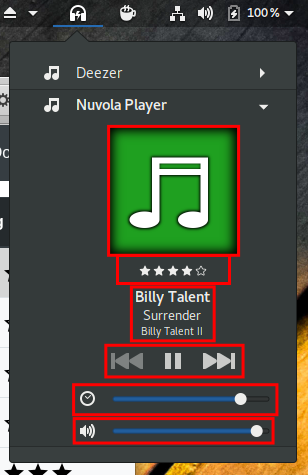 100 %
Deezer
Nuvola Player
Billy Talent
Surrender
Billy Talent II